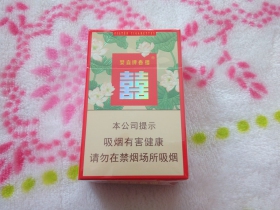 囍
本公司提示
吸烟有害健康
请勿在禁烟场所吸烟